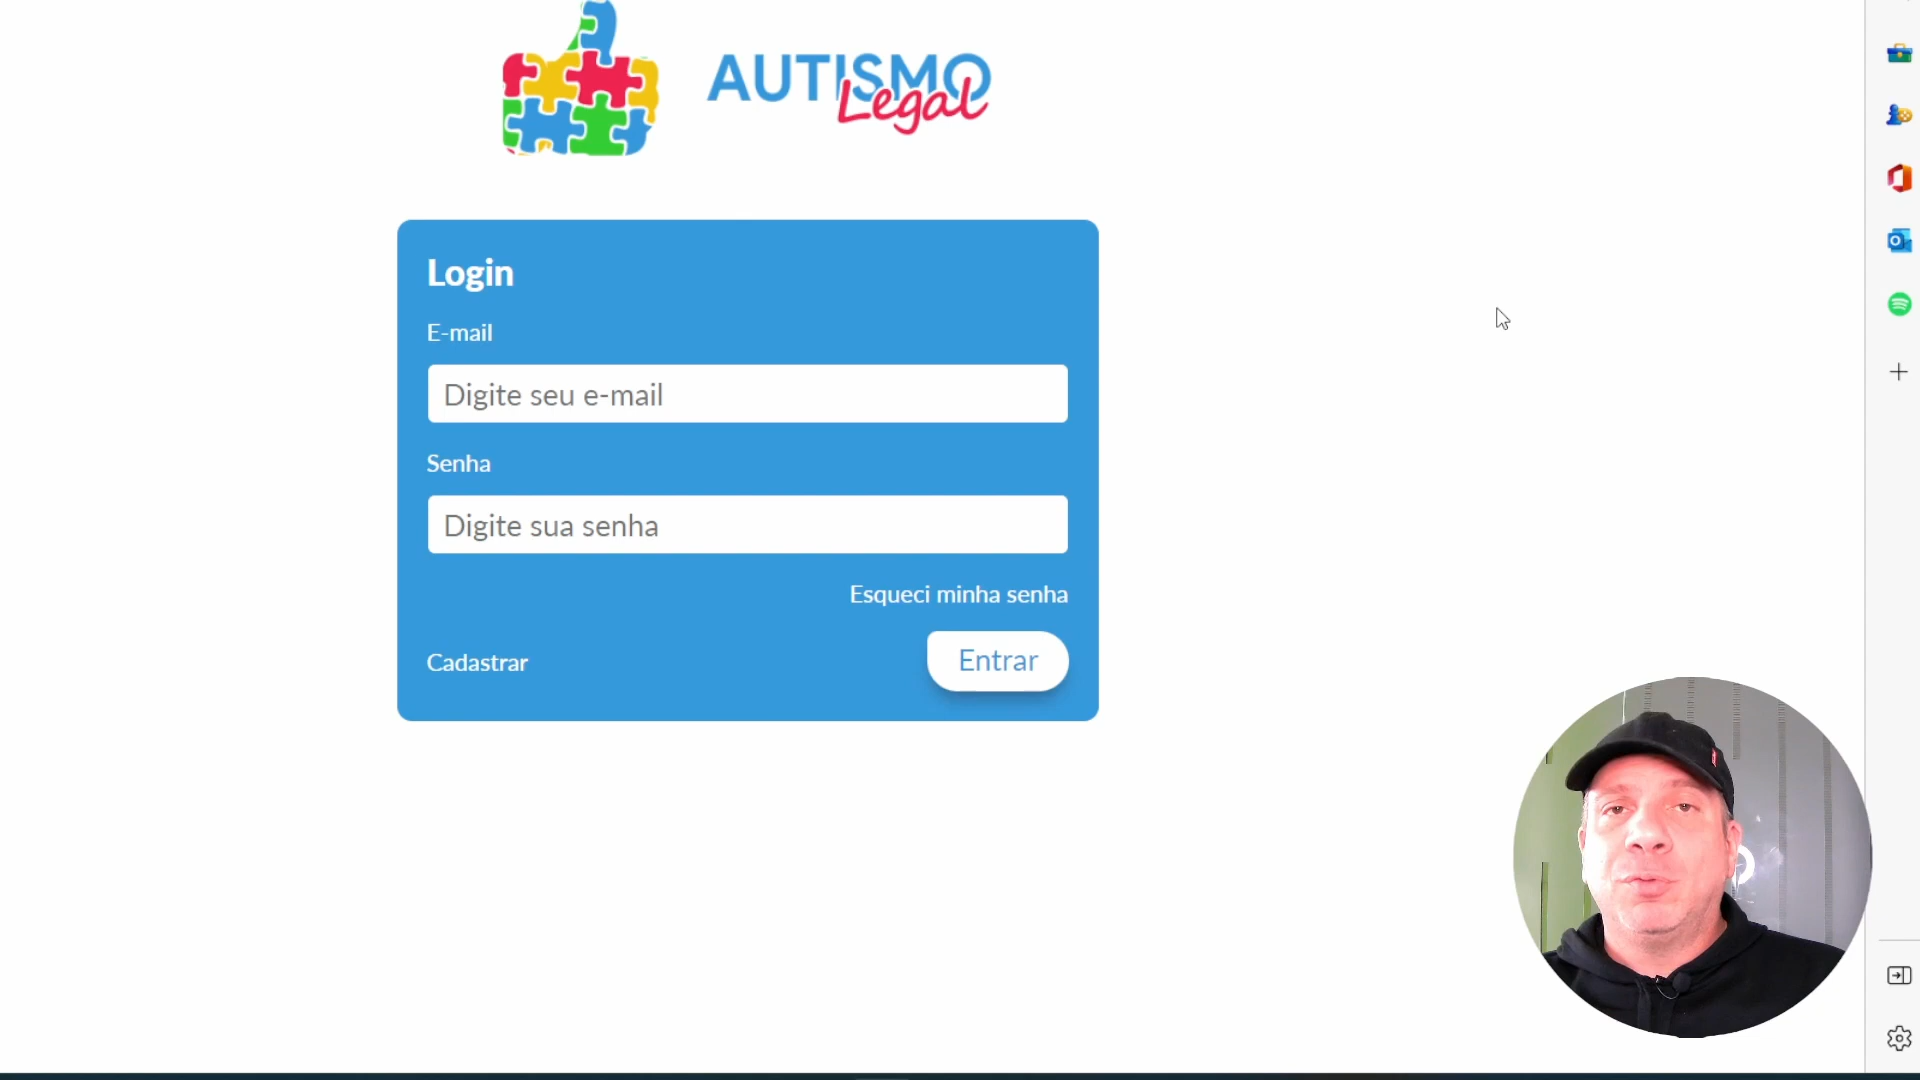 AUTISMO
Legal
Login
E-mail
Digite seu e-mail
Senha
Digite sua senha
Esqueci minha senha
Cadastrar
Entrar